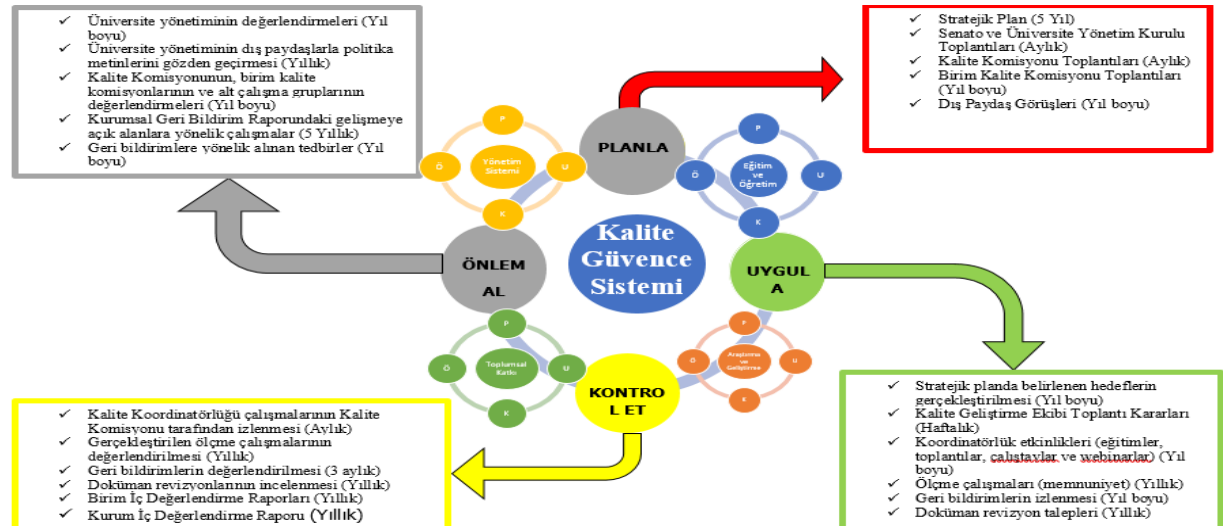 ✓ Üniversite yönetiminin değerlendirmeleri (Yıl
boyu)
✓ Üniversite yönetiminin dış paydaşlarla politika
metinlerini gözden geçirmesi (Yıllık)
✓ Kalite Komisyonunun, birim kalite
komisyonlarının ve alt çalışma gruplarının
değerlendirmeleri (Yıl boyu)
✓ Kurumsal Geri Bildirim Raporundaki gelişmeye
açık alanlara yönelik çalışmalar (5 Yıllık)
✓ Geri bildirimlere yönelik alınan tedbirler (Yıl
boyu)
✓ Stratejik Plan (5 Yıl)
✓ Senato ve Üniversite Yönetim Kurulu
Toplantıları (Aylık)
✓ Kalite Komisyonu Toplantıları (Aylık)
✓ Birim Kalite Komisyonu Toplantıları
(Yıl boyu)
✓ Dış Paydaş Görüşleri (Yıl boyu)
P
Ö
Yönetim
Sistemi
U
K
PLANLA
P
Ö
Eğitim
ve
Öğretim
U
K
Kalite
Güvence
Sistemi
ÖNLEM
AL
UYGUL
A
P
Ö
Toplumsal
Katkı
U
K
P
Ö
Araştırma
ve
Geliştirme
U
K
KONTRO
L ET
✓ Kalite Koordinatörlüğü çalışmalarının Kalite
Komisyonu tarafından izlenmesi (Aylık)
✓ Gerçekleştirilen ölçme çalışmalarının
değerlendirilmesi (Yıllık)
✓ Geri bildirimlerin değerlendirilmesi (3 aylık)
✓ Doküman revizyonlarının incelenmesi (Yıllık)
✓ Birim İç Değerlendirme Raporları (Yıllık)
✓ Kurum İç Değerlendirme Raporu (Yıllık)
✓ Stratejik planda belirlenen hedeflerin
gerçekleştirilmesi (Yıl boyu)
✓ Kalite Geliştirme Ekibi Toplantı Kararları
(Haftalık)
✓ Koordinatörlük etkinlikleri (eğitimler,
toplantılar, çalıştaylar ve webinarlar) (Yıl
boyu)
✓ Ölçme çalışmaları (memnuniyet) (Yıllık)
✓ Geri bildirimlerin izlenmesi (Yıl boyu)
✓ Doküman revizyon talepleri (Yıllık)